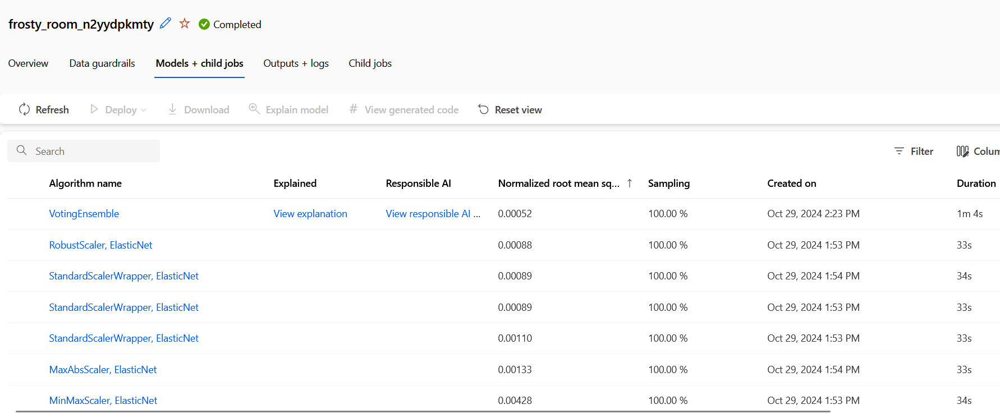 frosty_room_n2yydpkmty Completed
Overview Data guardrails Models + child jobs Outputs + logs Child jobs
Refresh Deploy Download Explain model # View generated code Reset view
Search Filter Colum
Algorithm name Explained Responsible AI Normalized root mean sq... ↑ Sampling Created on Duration
VotingEnsemble View explanation View responsible AI ... 0.00052 100.00 % Oct 29, 2024 2:23 PM 1m 4s
RobustScaler, ElasticNet 0.00088 100.00 % Oct 29, 2024 1:53 PM 33s
StandardScalerWrapper, ElasticNet 0.00089 100.00 % Oct 29, 2024 1:54 PM 34s
StandardScalerWrapper, ElasticNet 0.00089 100.00 % Oct 29, 2024 1:53 PM 33s
StandardScalerWrapper, ElasticNet 0.00110 100.00 % Oct 29, 2024 1:53 PM 33s
MaxAbsScaler, ElasticNet 0.00133 100.00 % Oct 29, 2024 1:54 PM 33s
MinMaxScaler, ElasticNet 0.00428 100.00 % Oct 29, 2024 1:53 PM 34s